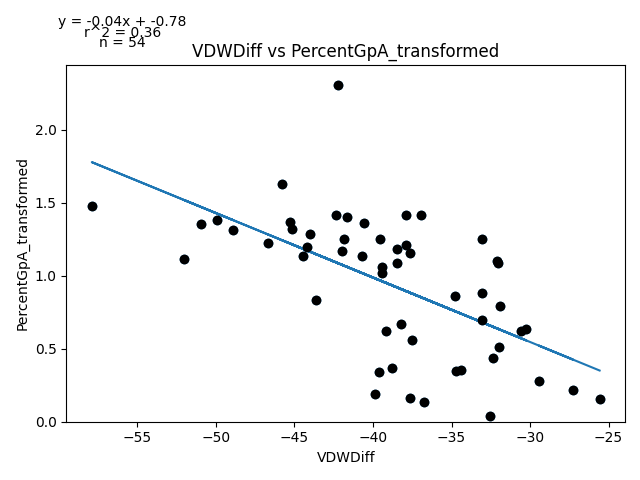 y = -0.04x + -0.78
r^2 = 0.36
n = 54
VDWDiff vs PercentGpA_transformed
PercentGpA_transformed
2.0
1.5
1.0
0.5
0.0
−55 −50 −45 −40 −35 −30 −25
VDWDiff